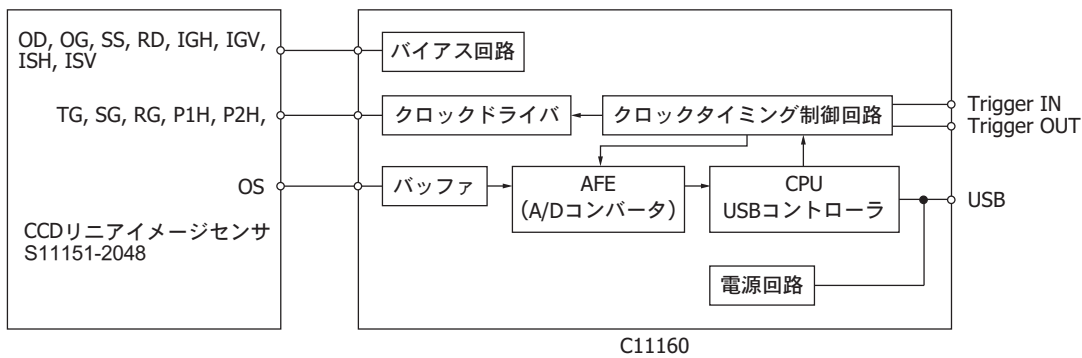 OD, OG, SS, RD, IGH, IGV,
ISH, ISV
バイアス回路
TG, SG, RG, P1H, P2H,
クロックドライバ
クロックタイミング制御回路
Trigger IN
Trigger OUT
OS
バッファ
AFE
（A/Dコンバータ）
CPU
USBコントローラ
USB
CCDリニアイメージセンサ
S11151-2048
電源回路
C11160